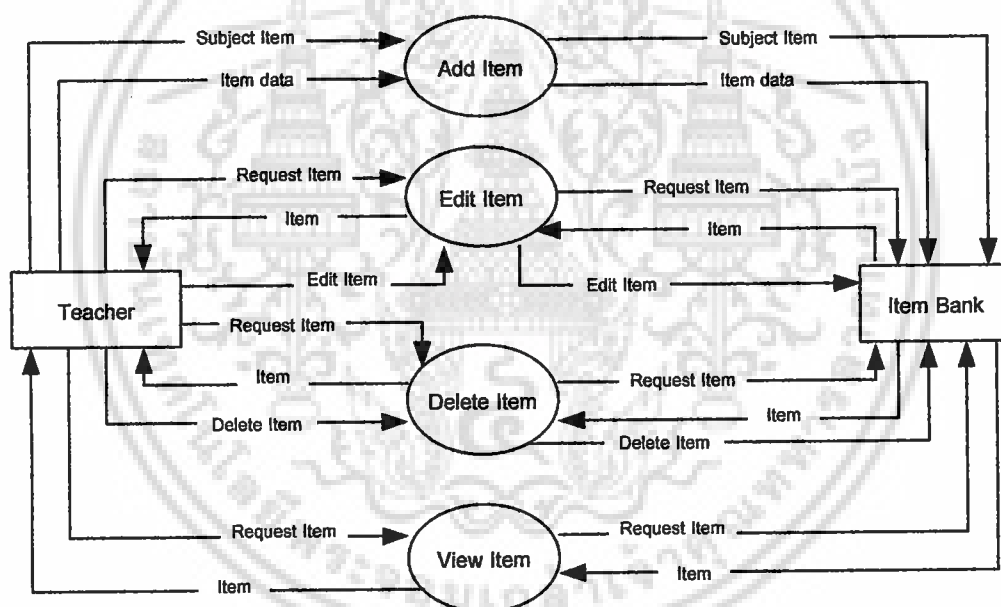 Subject Item Subject Item
Add Item
Item data Item data
Request Item Request Item
Edit Item
Item Item
Edit Item Edit Item
Teacher Item Bank
Request Item
Item Request Item
Delete Item
Delete Item Item
Delete Item
Request Item Request Item
View Item
Item Item